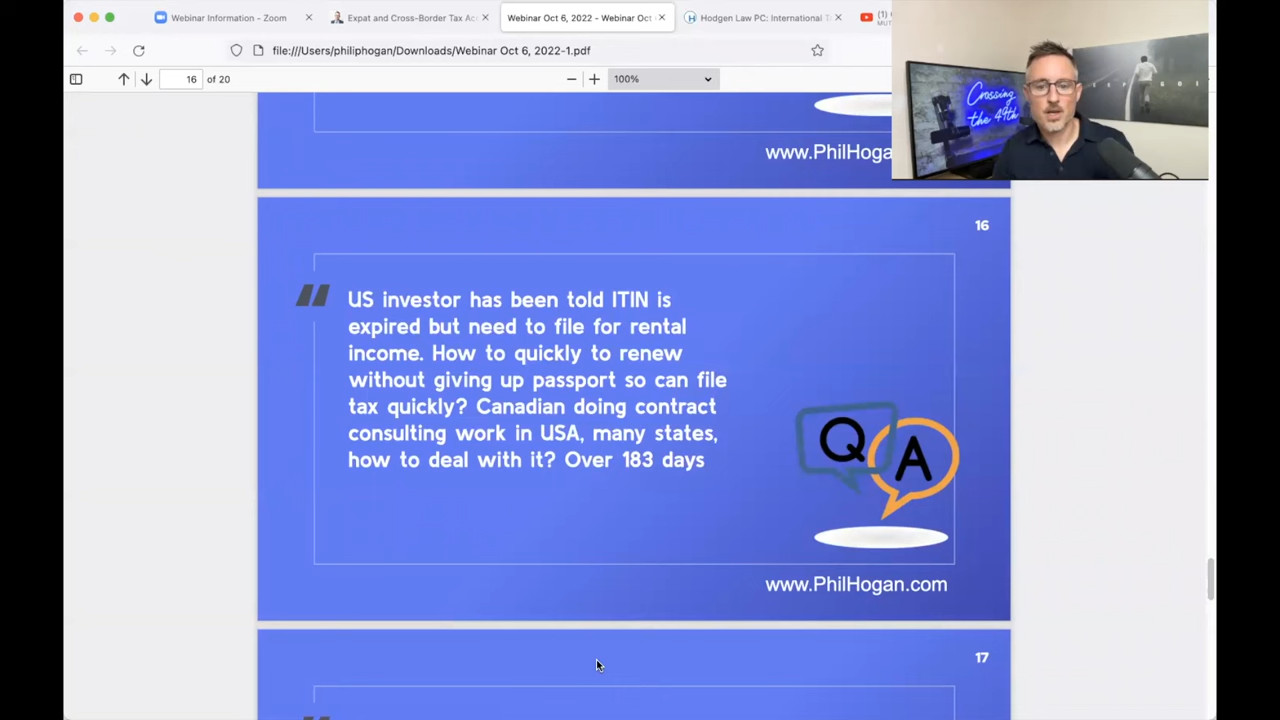 Webinar Information - Zoom
Expat and Cross-Border Tax Ac
Webinar Oct 6, 2022 - Webinar Oct
Hodgen Law PC: International T
(1)
MUT
file:///Users/philiphogan/Downloads/Webinar Oct 6, 2022-1.pdf
16 of 20
100%
Crossing
the 49th
www.PhilHoga
16
US investor has been told ITIN is
expired but need to file for rental
income. How to quickly to renew
without giving up passport so can file
tax quickly? Canadian doing contract
consulting work in USA, many states,
how to deal with it? Over 183 days
Q A
www.PhilHogan.com
17